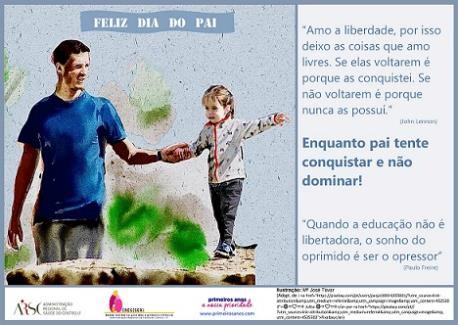 FELIZ DIA DO PAI
"Amo a liberdade, por isso
deixo as coisas que amo
livres. Se elas voltarem é
porque as conquistei. Se
não voltarem é porque
nunca as possuí."
(John Lennon)
Enquanto pai tente
conquistar e não
dominar!
"Quando a educação não é
libertadora, o sonho do
oprimido é ser o opressor"
(Paulo Freire)
ARSC
ADMINISTRAÇÃO
REGIONAL DE
SAÚDE DO CENTRO
primeiros anos,
a nossa prioridade
www.primeirosanos.com
Ilustração: Mª José Tovar